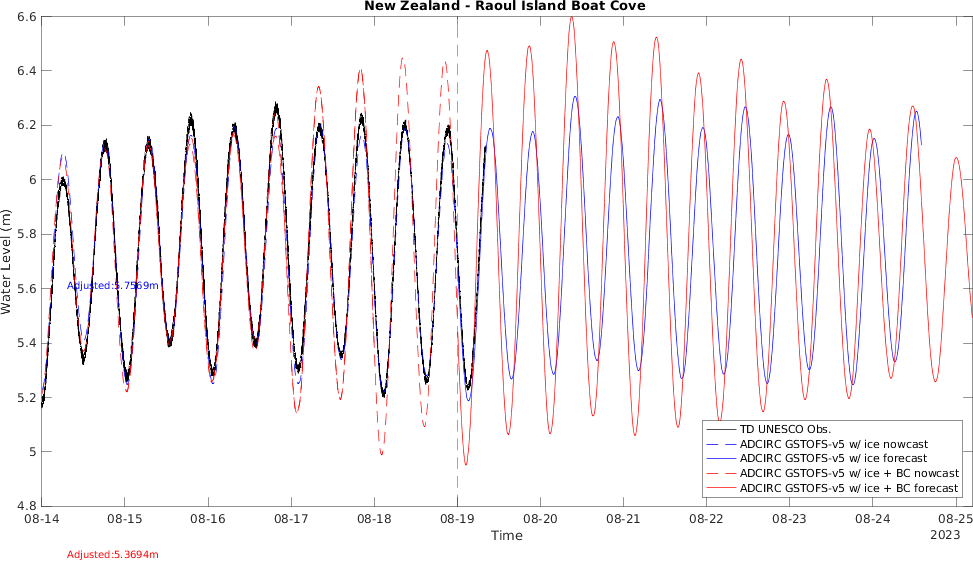 New Zealand - Raoul Island Boat Cove
6.6
6.4
6.2
6
5.8
5.6
5.4
5.2
5
4.8
Water Level (m)
Adjusted:5.7569m
TD UNESCO Obs.
ADCIRC GSTOFS-v5 w/ ice nowcast
ADCIRC GSTOFS-v5 w/ ice forecast
ADCIRC GSTOFS-v5 w/ ice + BC nowcast
ADCIRC GSTOFS-v5 w/ ice + BC forecast
08-14 08-15 08-16 08-17 08-18 08-19 08-20 08-21 08-22 08-23 08-24 08-25
Time
2023
Adjusted:5.3694m